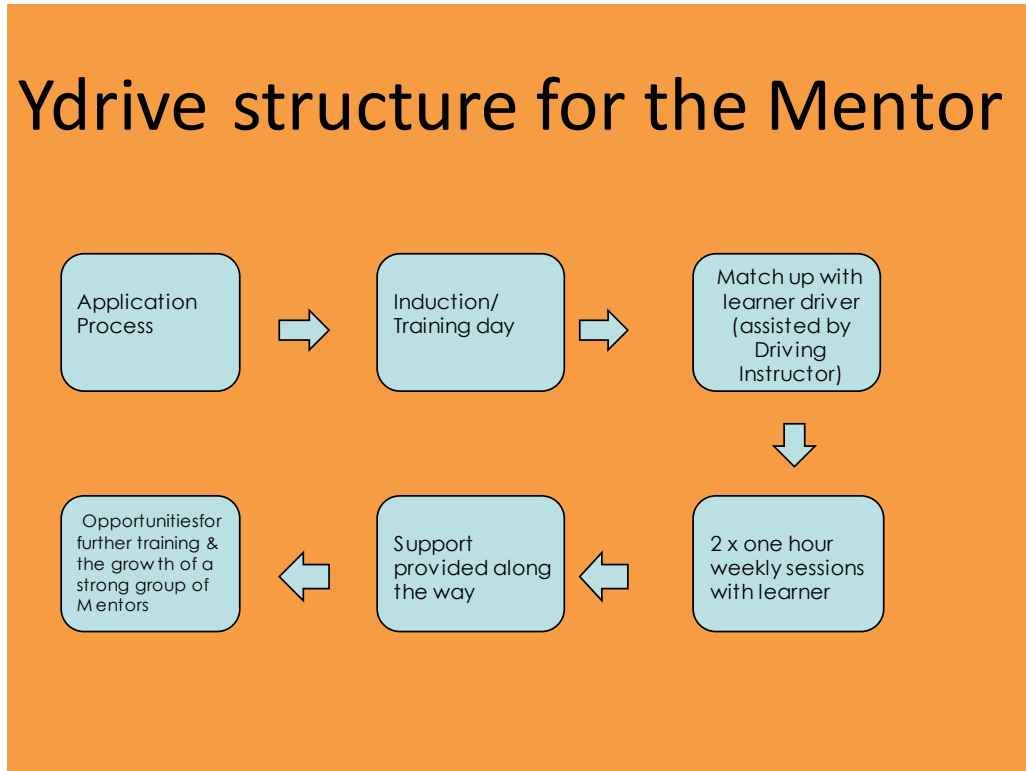 Ydrive structure for the Mentor
Application
Process
Induction/
Training day
Match up with
learner driver
(assisted by
Driving
Instructor)
2 x one hour
weekly sessions
with learner
Support
provided along
the way
Opportunitiesfor
further training &
the growth of a
strong group of
Mentors